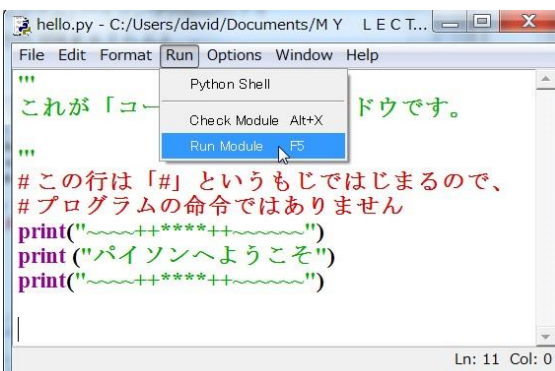 hello.py - C:/Users/david/Documents/M Y L E C T...
File Edit Format Run Options Window Help
Python Shell
Check Module Alt+X
Run Module F5
'''
これが「コー ドウです。
'''
#この行は「#」というもじではじまるので、
#プログラムの命令ではありません
print("~~~~++****++~~~~~~")
print ("パイソンへようこそ")
print("~~~~++****++~~~~~~")
Ln: 11 Col: 0